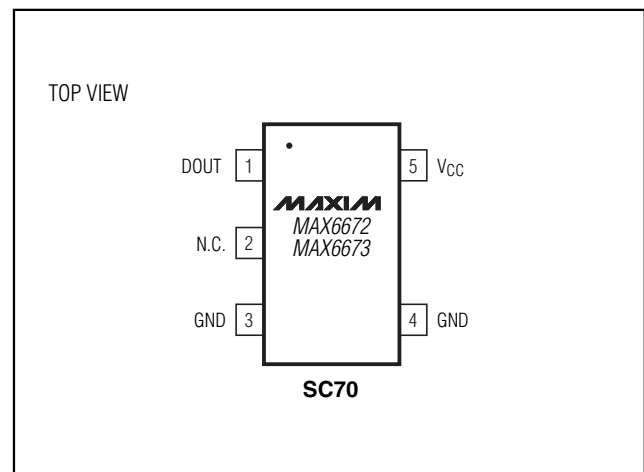 TOP VIEW
DOUT 1
5 VCC
MAXIM
MAX6672
MAX6673
N.C. 2
GND 3
4 GND
SC70